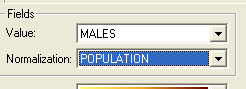 Fields
Value: MALES
Normalization: POPULATION